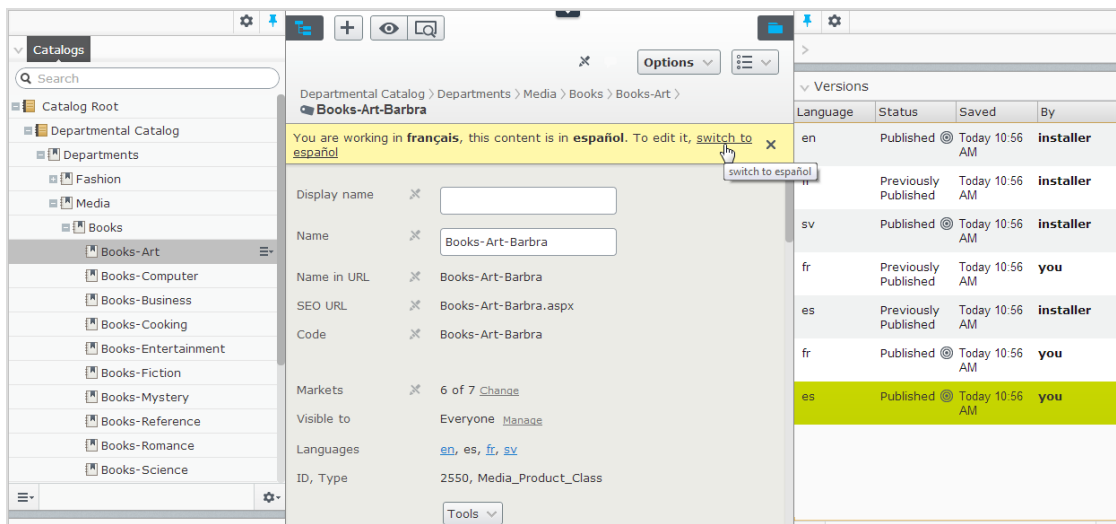 Catalogs
Search
Catalog Root
Departmental Catalog
Departments
Fashion
Media
Books
Books-Art
Books-Computer
Books-Business
Books-Cooking
Books-Entertainment
Books-Fiction
Books-Mystery
Books-Reference
Books-Romance
Books-Science
Options
Departmental Catalog > Departments > Media > Books > Books-Art >
Books-Art-Barbra
You are working in français, this content is in español. To edit it, switch to
español
switch to español
Display name
Name Books-Art-Barbra
Name in URL Books-Art-Barbra
SEO URL Books-Art-Barbra.aspx
Code Books-Art-Barbra
Markets 6 of 7 Change
Visible to Everyone Manage
Languages en, es, fr, sv
ID, Type 2550, Media_Product_Class
Tools
Versions
Language Status Saved By
en Published Today 10:56 installer
AM
Previously Today 10:56 installer
Published AM
sv Published Today 10:56 installer
AM
fr Previously Today 10:56 you
Published AM
es Previously Today 10:56 installer
Published AM
fr Published Today 10:56 you
AM
es Published Today 10:56 you
AM